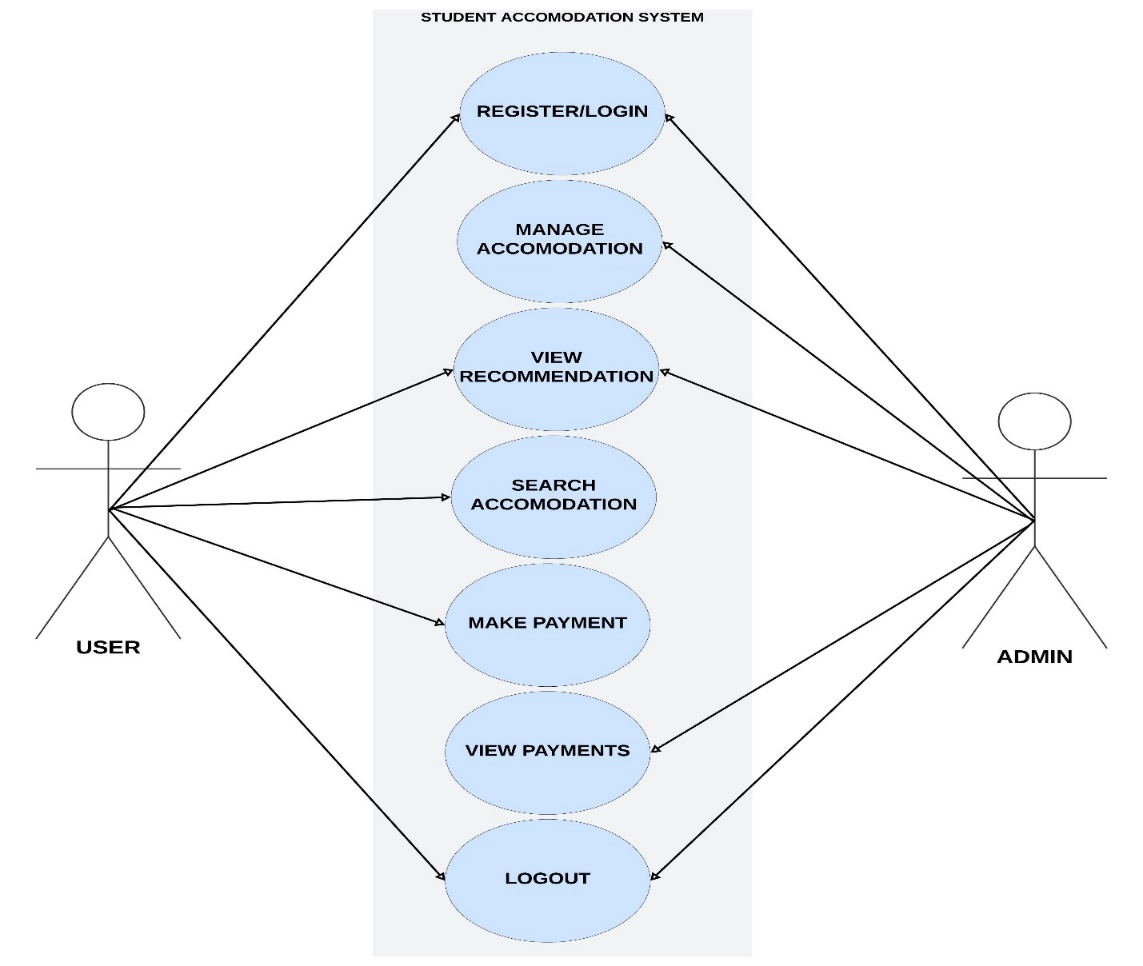 STUDENT ACCOMODATION SYSTEM
REGISTER/LOGIN
MANAGE
ACCOMODATION
VIEW
RECOMMENDATION
SEARCH
ACCOMODATION
MAKE PAYMENT
USER
ADMIN
VIEW PAYMENTS
LOGOUT